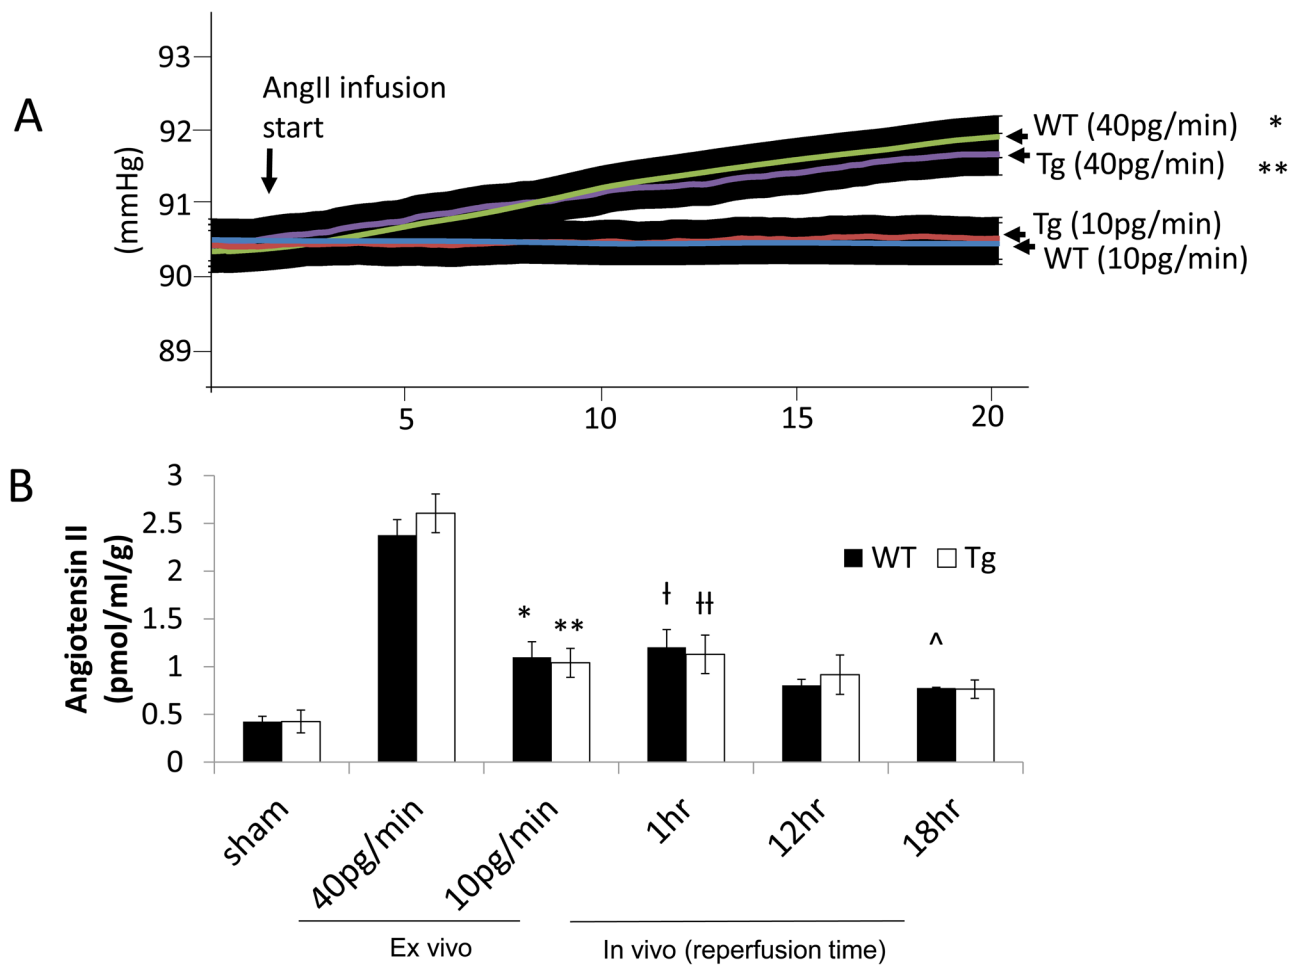 A
(mmHg)
93
92
91
90
89
AngII infusion
start
WT (40pg/min) *
Tg (40pg/min) **
Tg (10pg/min)
WT (10pg/min)
5 10 15 20
B
Angiotensin II
(pmol/ml/g)
3
2.5
2
1.5
1
0.5
0
WT Tg
* ** ƚ ƚƚ ^
sham 40pg/min 10pg/min 1hr 12hr 18hr
Ex vivo In vivo (reperfusion time)